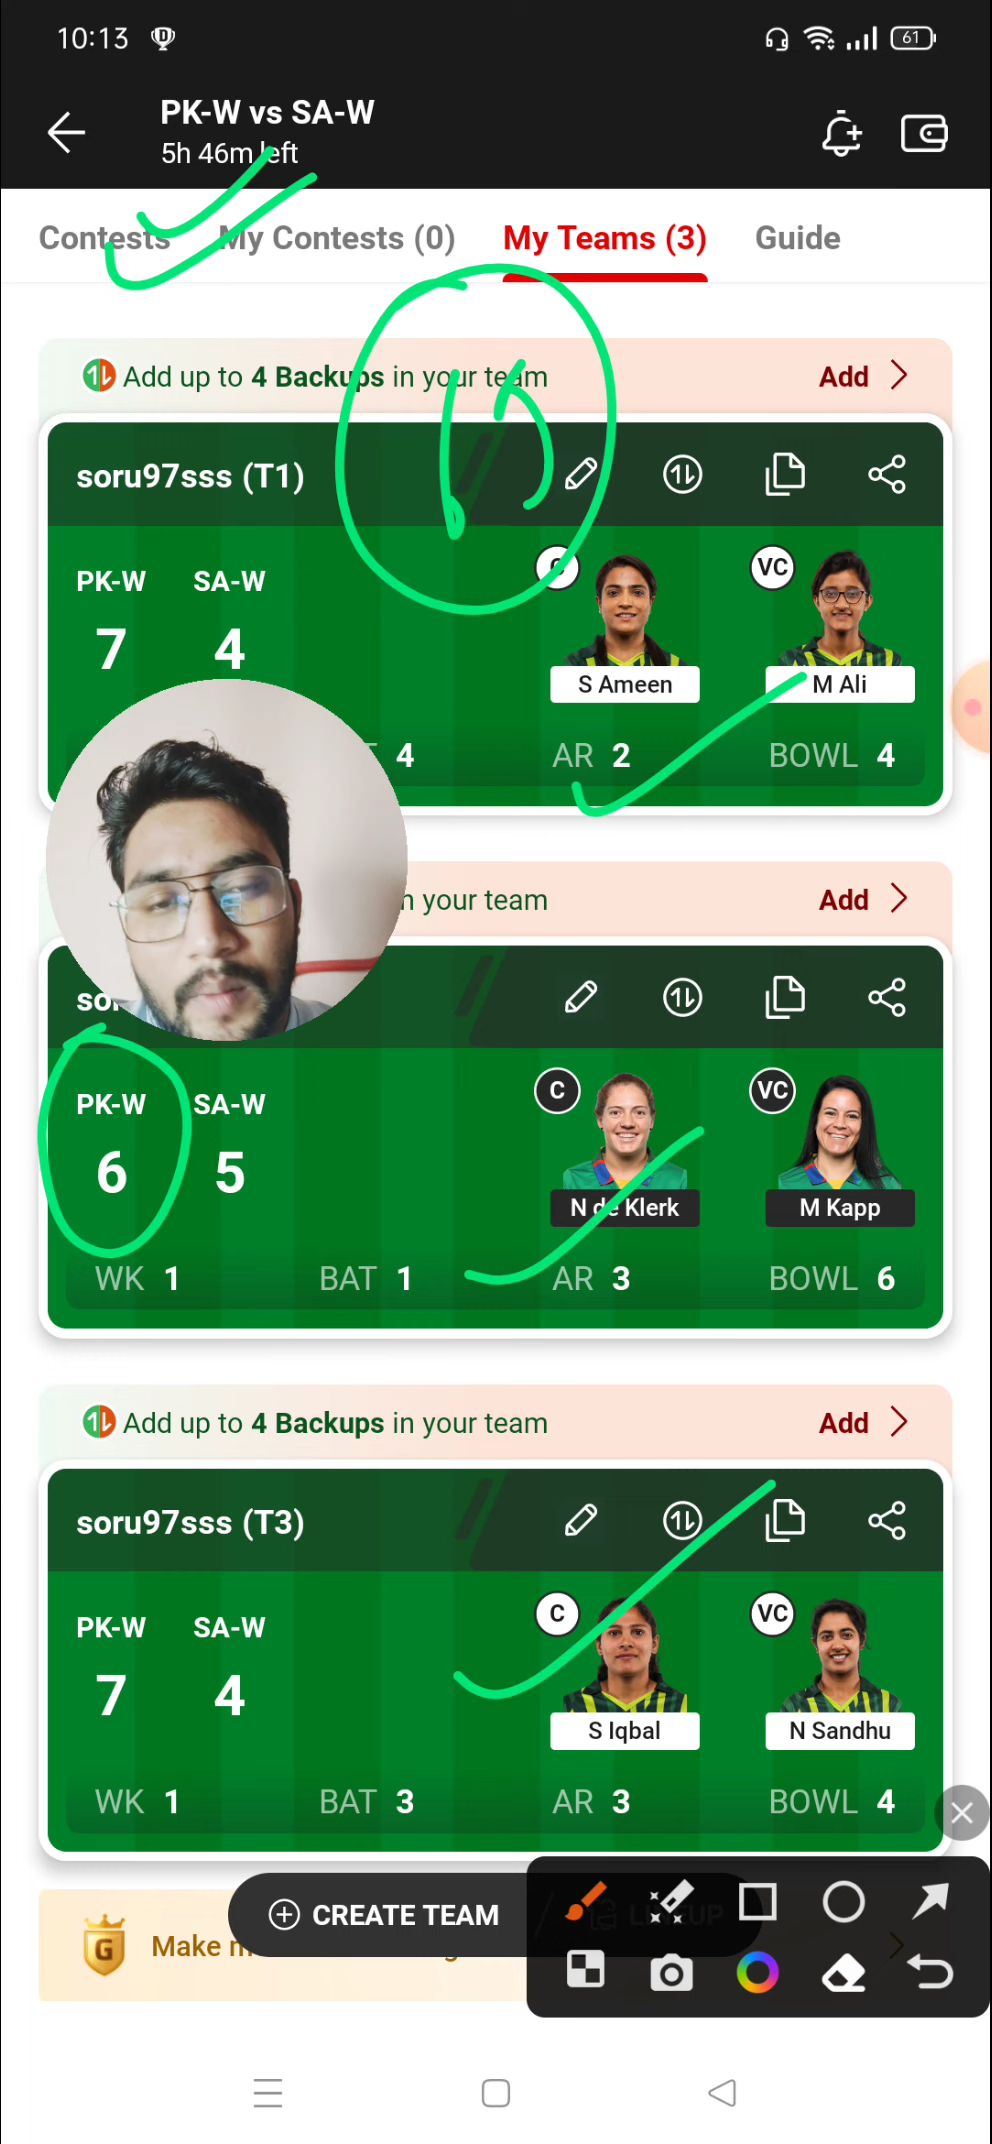 10:13
61
PK-W vs SA-W
5h 46m left
Contests My Contests (0) My Teams (3) Guide
Add up to 4 Backups in your team Add
soru97sss (T1)
PK-W SA-W
7 4
C VC
S Ameen M Ali
4 AR 2 BOWL 4
your team Add
PK-W SA-W
6 5
C VC
N de Klerk M Kapp
WK 1 BAT 1 AR 3 BOWL 6
Add up to 4 Backups in your team Add
soru97sss (T3)
PK-W SA-W
7 4
C VC
S Iqbal N Sandhu
WK 1 BAT 3 AR 3 BOWL 4
CREATE TEAM LINEUP
G Make